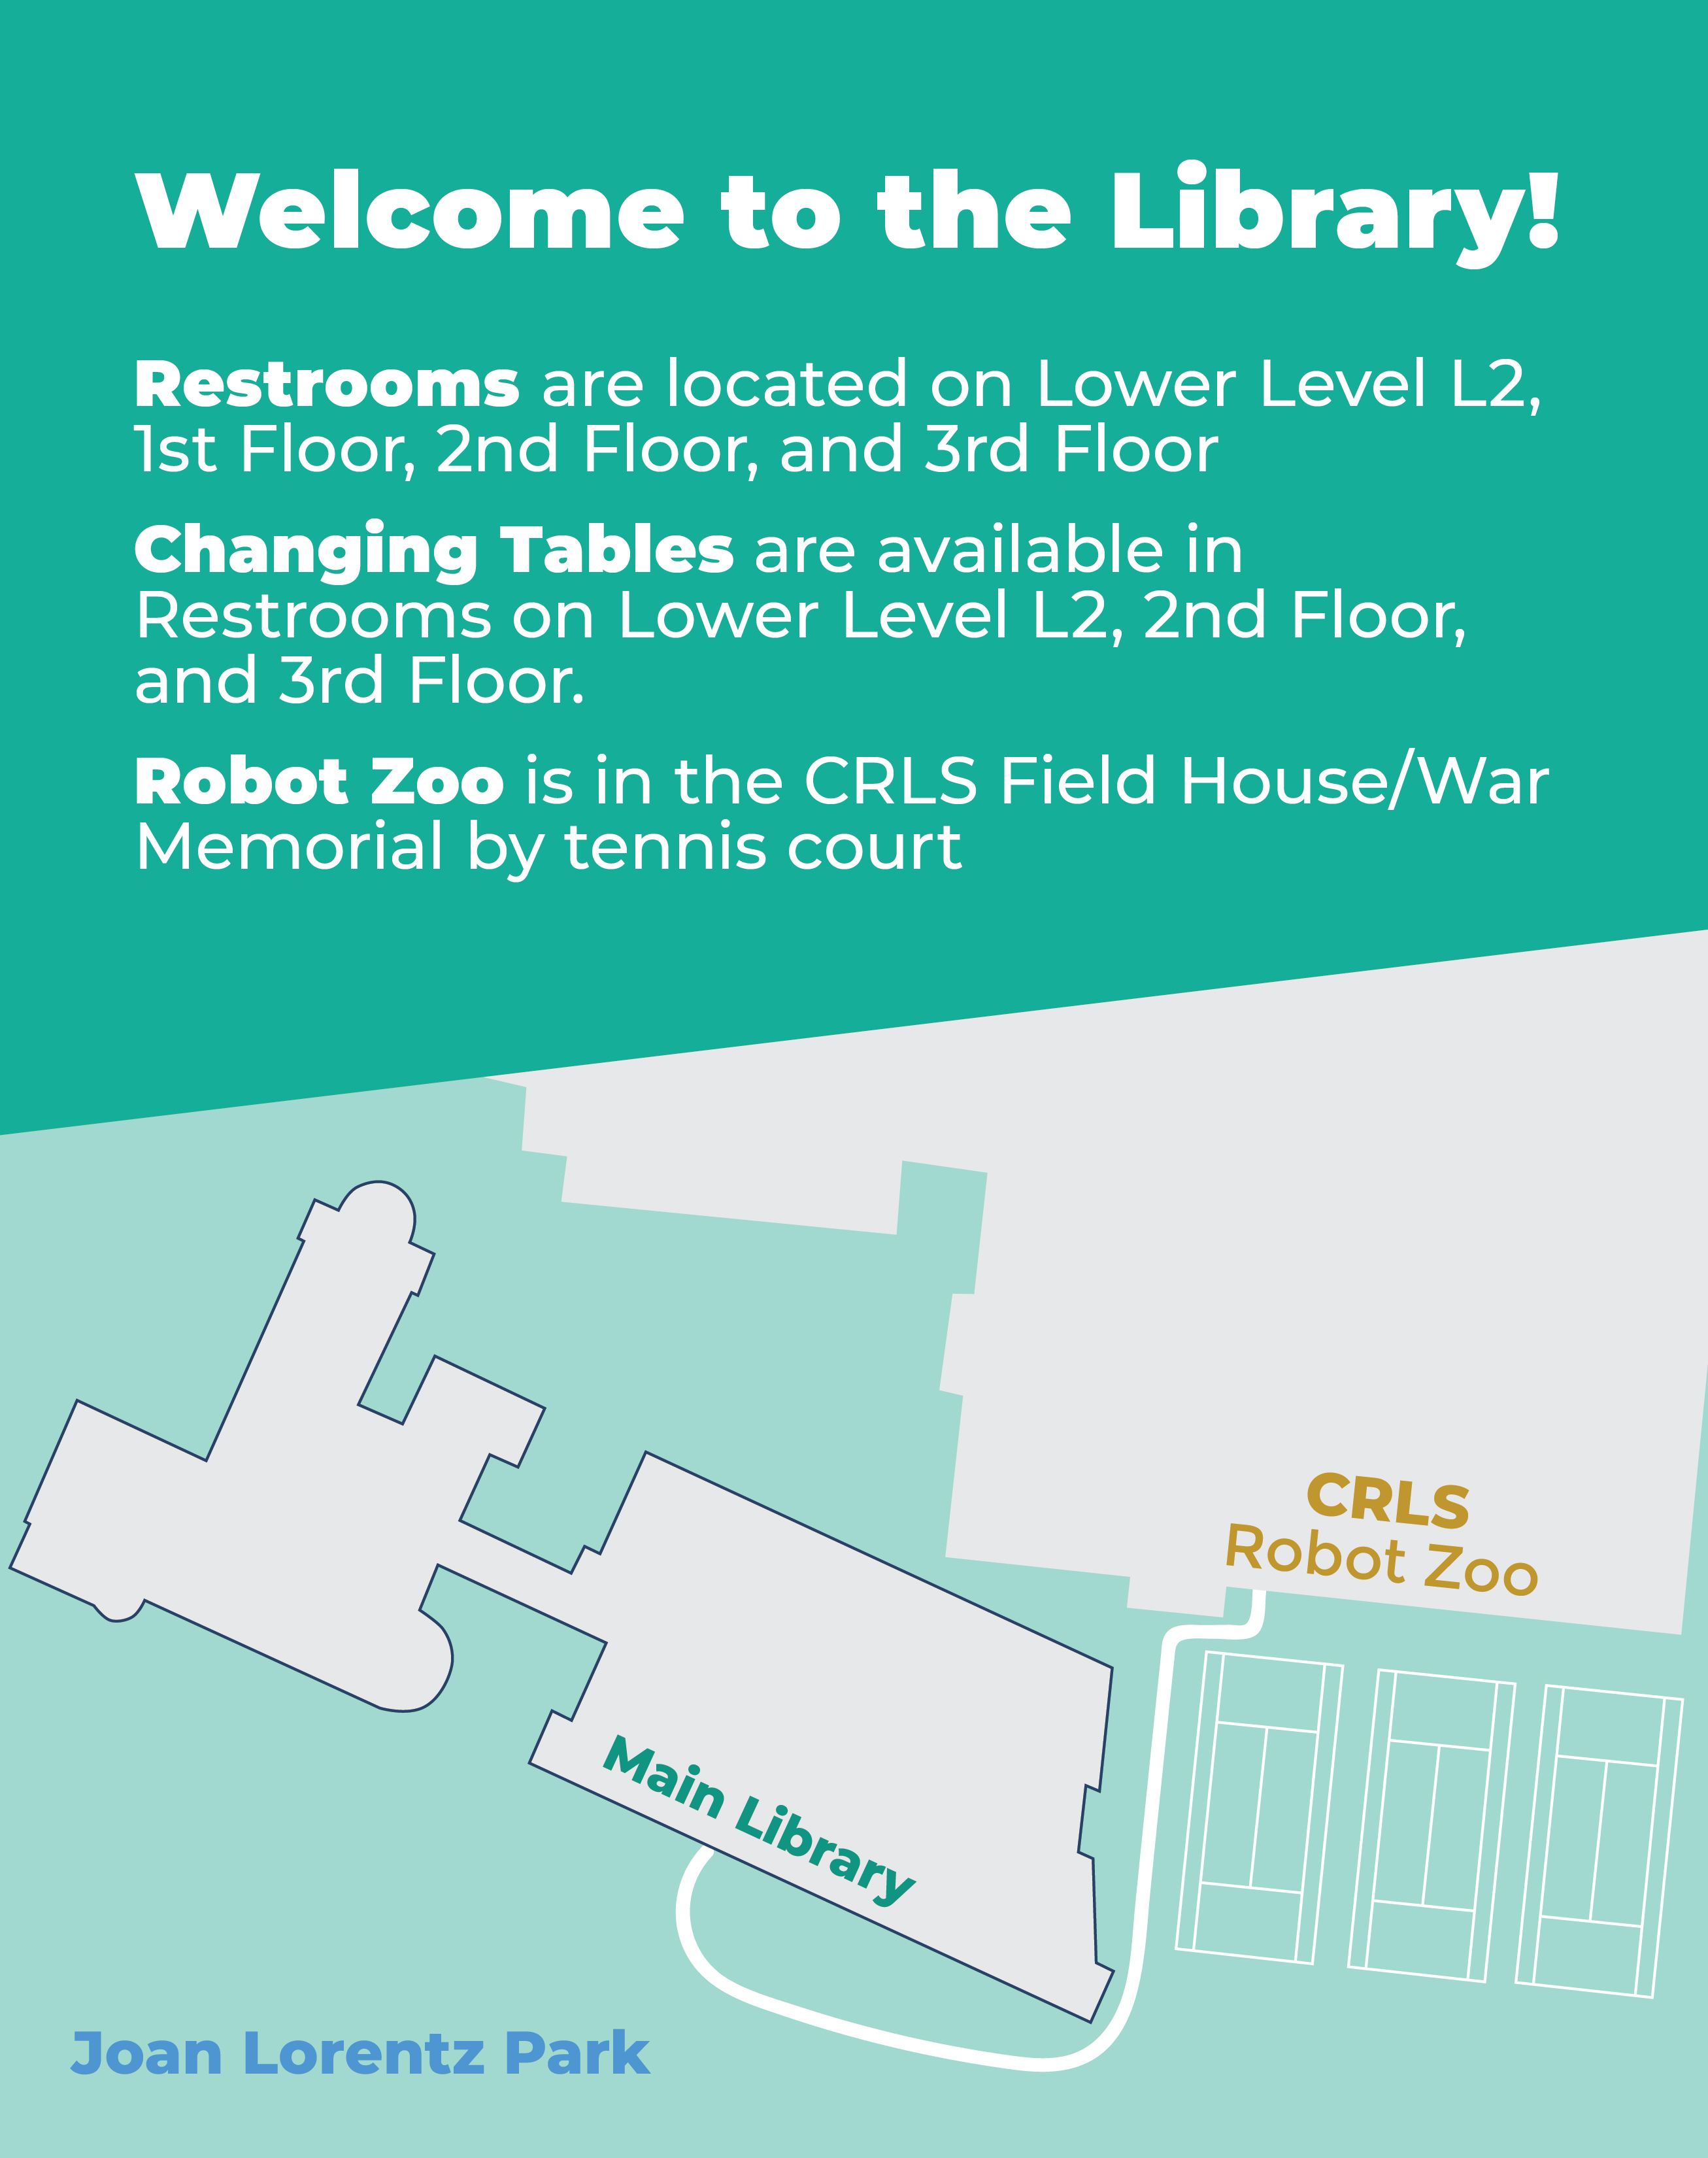 Welcome to the Library!
Restrooms are located on Lower Level L2,
1st Floor, 2nd Floor, and 3rd Floor
Changing Tables are available in
Restrooms on Lower Level L2, 2nd Floor,
and 3rd Floor.
Robot Zoo is in the CRLS Field House/War
Memorial by tennis court
CRLS
Robot Zoo
Main Library
Joan Lorentz Park